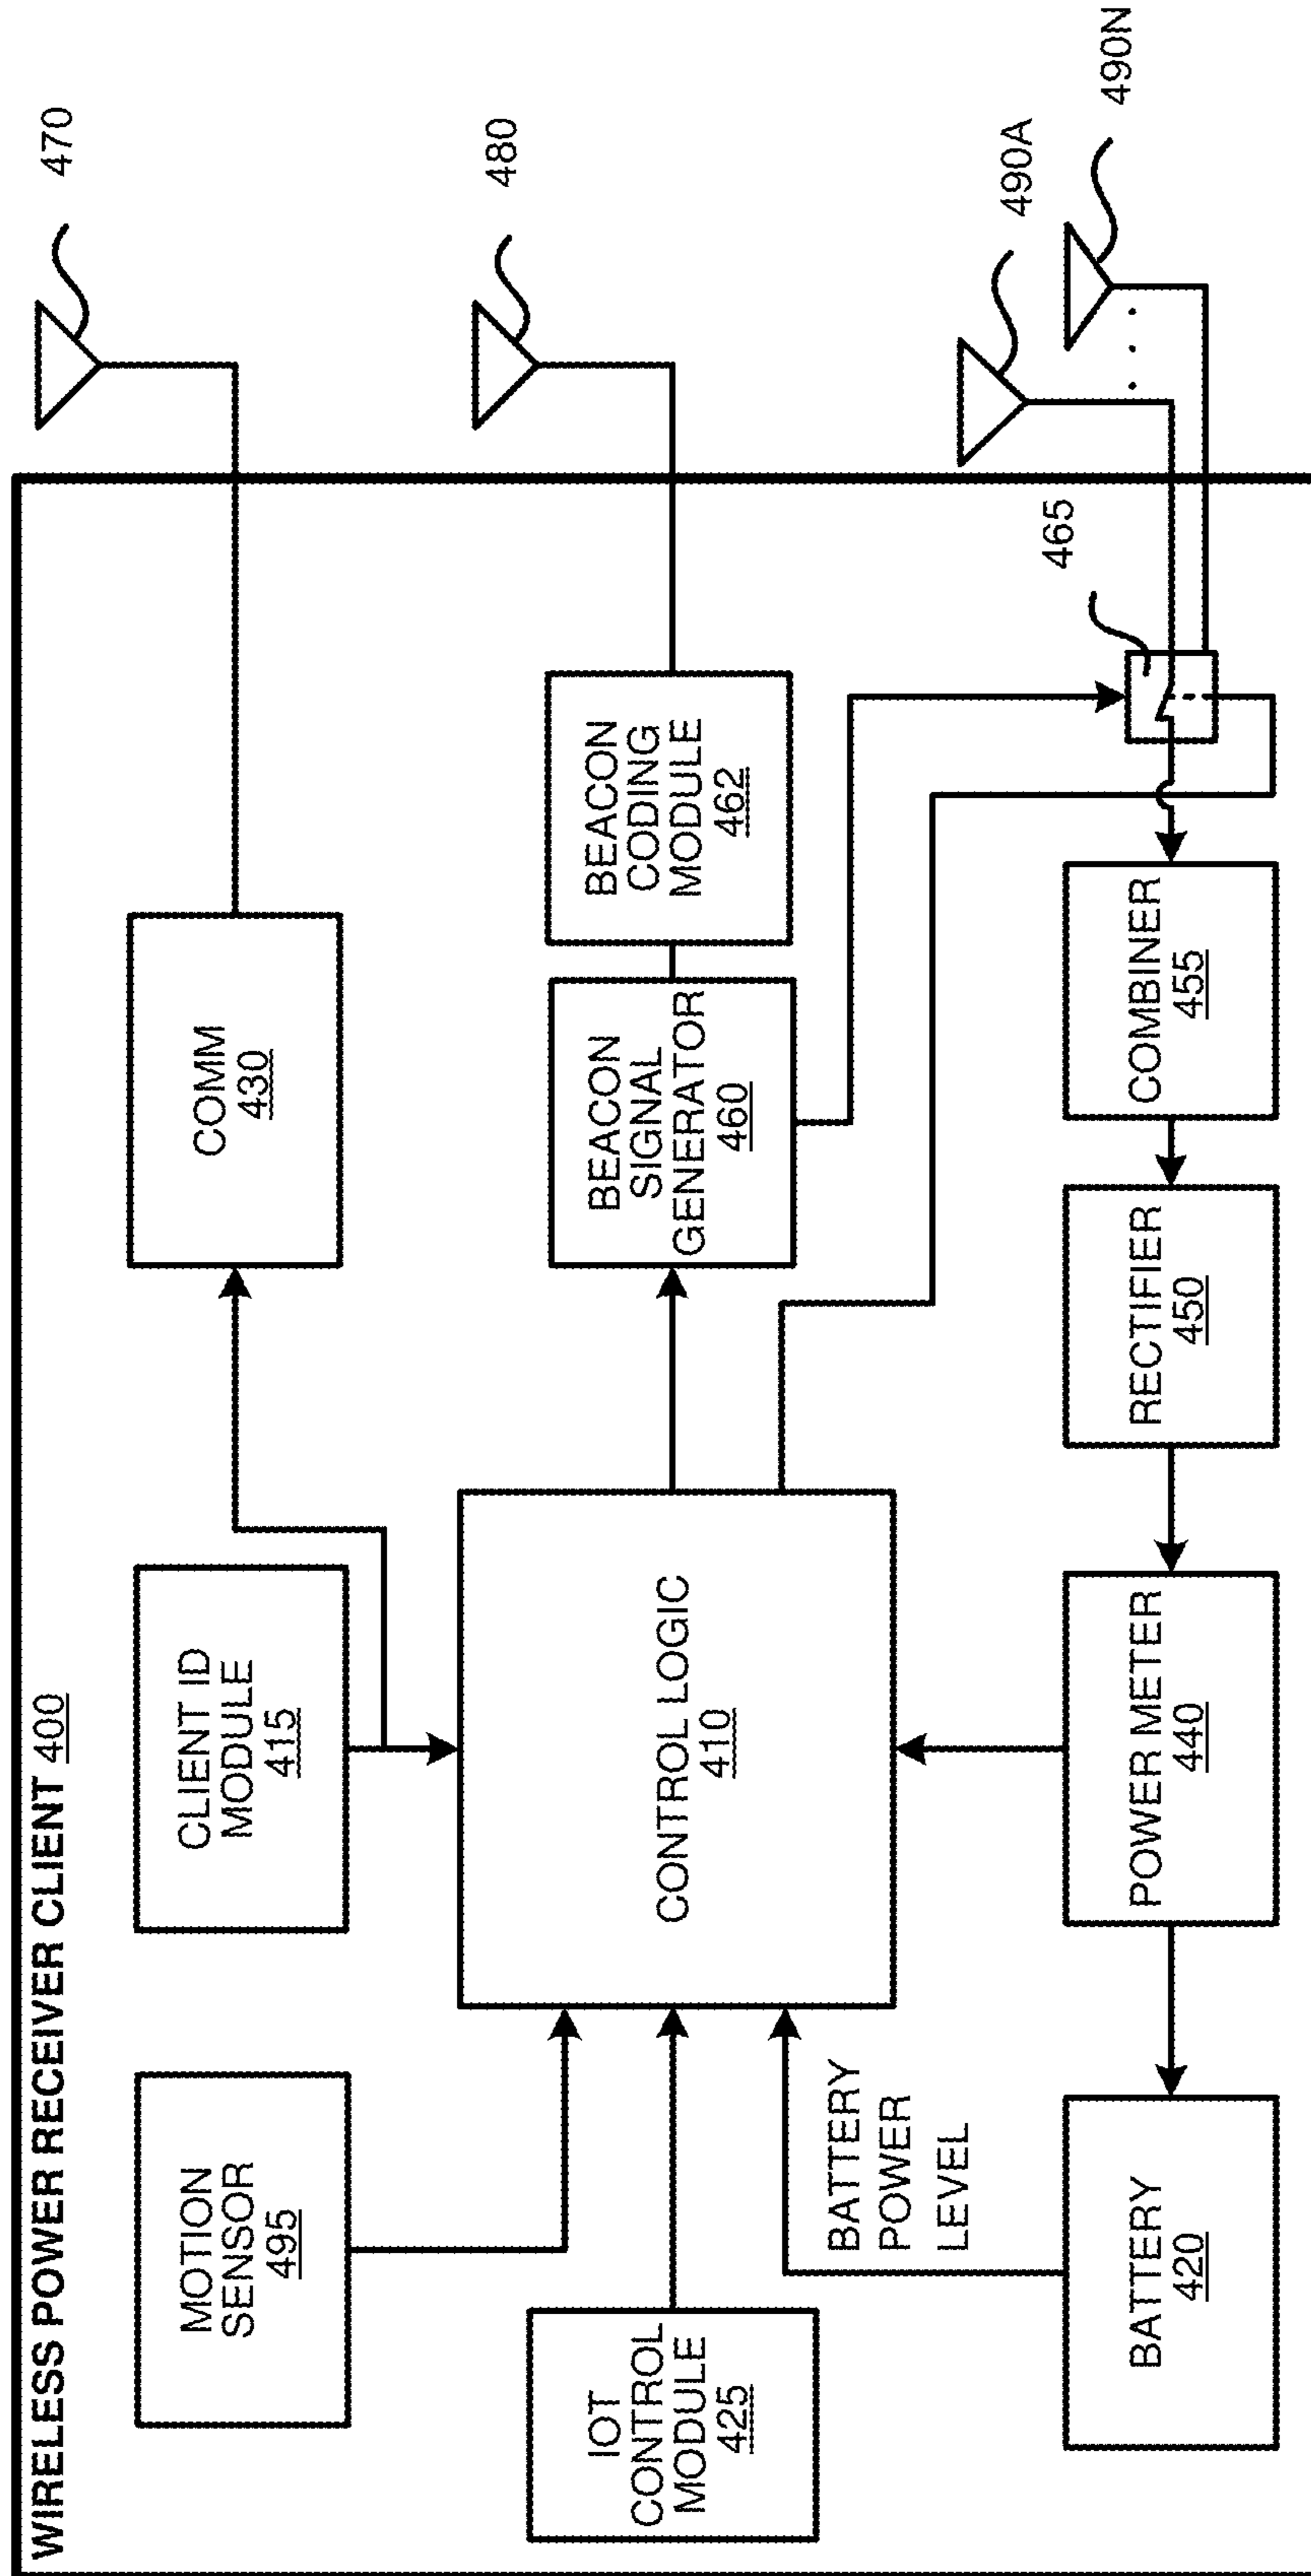 WIRELESS POWER RECEIVER CLIENT 400
MOTION
SENSOR
495
CLIENT ID
MODULE
415
COMM
430
470
IOT
CONTROL
MODULE
425
CONTROL LOGIC
410
BEACON
SIGNAL
GENERATOR
460
BEACON
CODING
MODULE
462
480
BATTERY
POWER
LEVEL
BATTERY
420
POWER METER
440
RECTIFIER
450
COMBINER
455
465
490A
. . .
490N